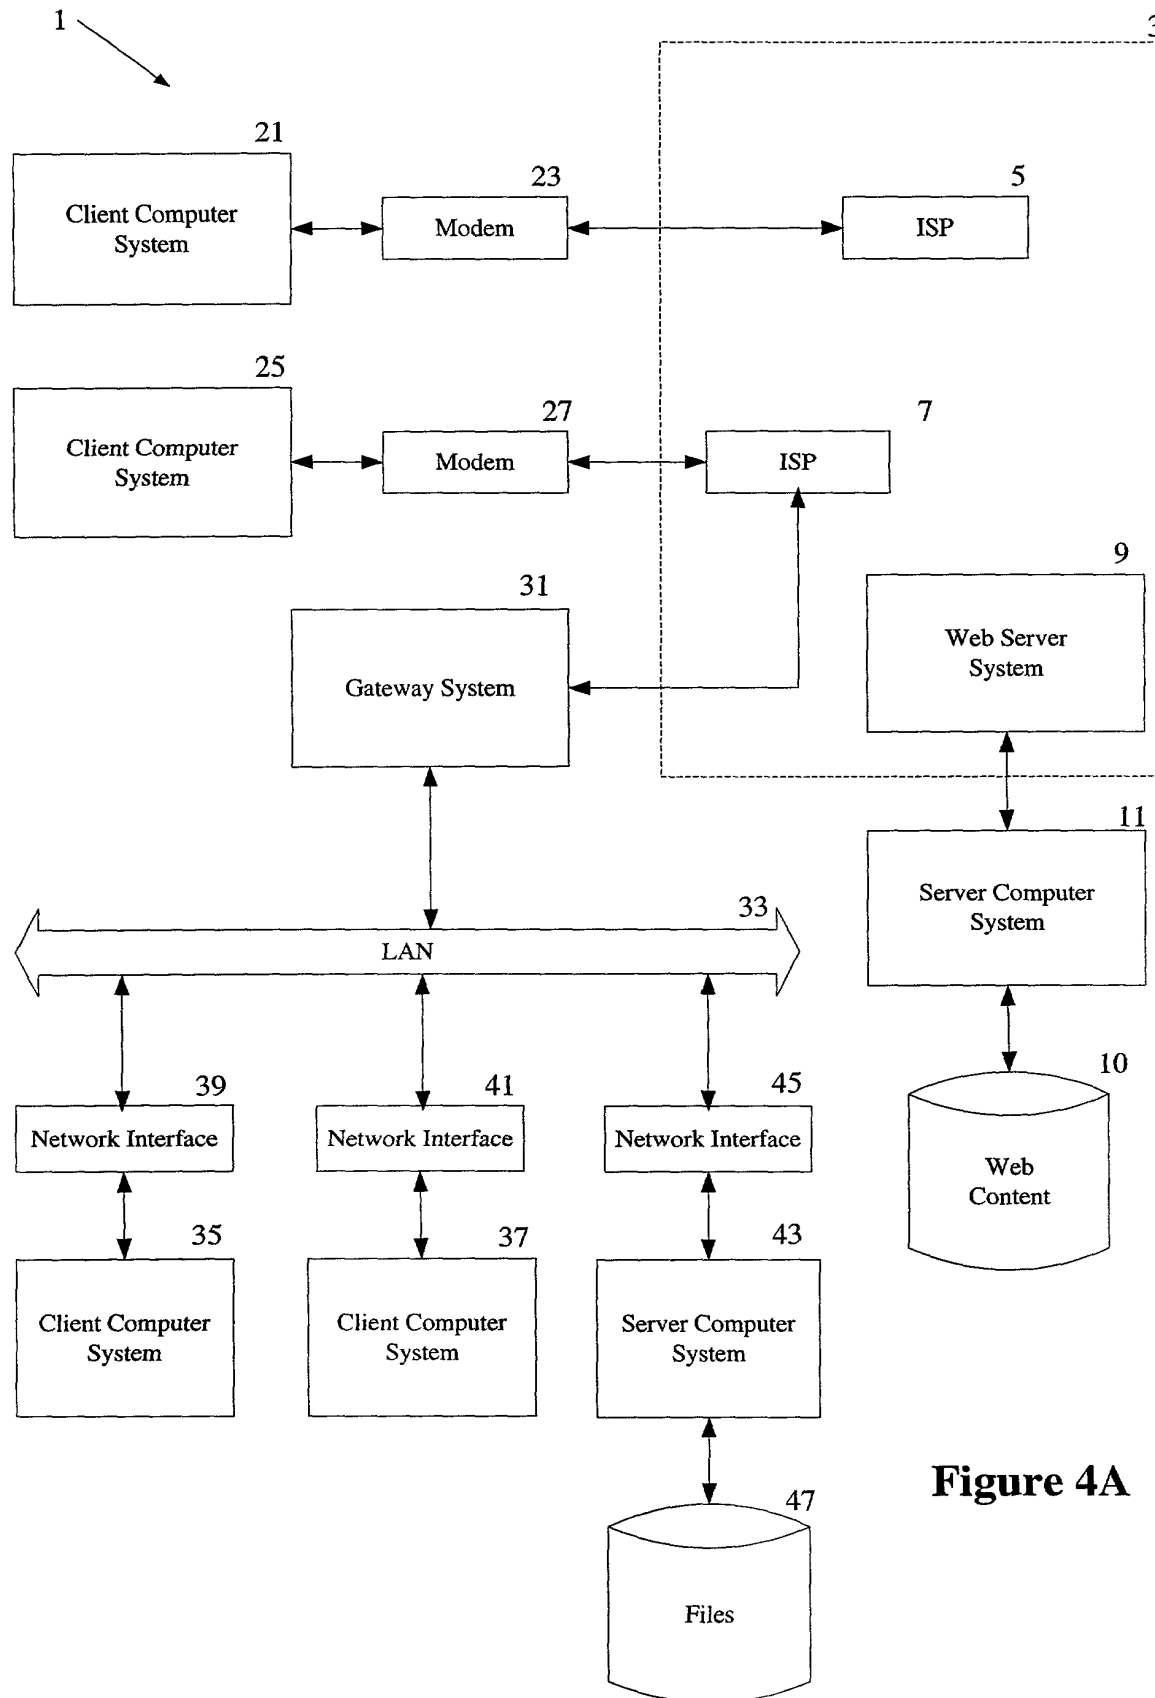 1
3
21
Client Computer
System
23
Modem
5
ISP
25
Client Computer
System
27
Modem
7
ISP
31
Gateway System
9
Web Server
System
11
Server Computer
System
33
LAN
10
Web
Content
39
Network Interface
41
Network Interface
45
Network Interface
35
Client Computer
System
37
Client Computer
System
43
Server Computer
System
Figure 4A
47
Files